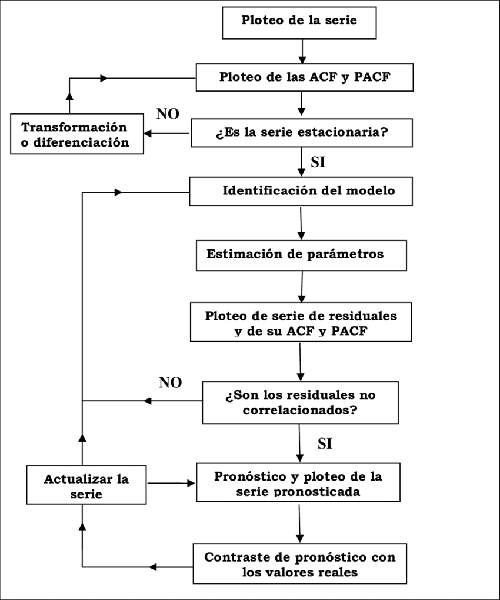 Ploteo de la serie
Ploteo de las ACF y PACF
NO
Transformación
o diferenciación
¿Es la serie estacionaria?
SI
Identificación del modelo
Estimación de parámetros
Ploteo de serie de residuales
y de su ACF y PACF
NO
¿Son los residuales no
correlacionados?
SI
Actualizar la
serie
Pronóstico y ploteo de la
serie pronosticada
Contraste de pronóstico con
los valores reales